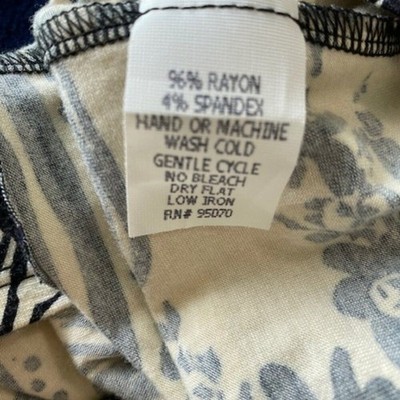 96% RAYON
4% SPANDEX
HAND OR MACHINE
WASH COLD
GENTLE CYCLE
NO BLEACH
DRY FLAT
LOW IRON
RN# 95070